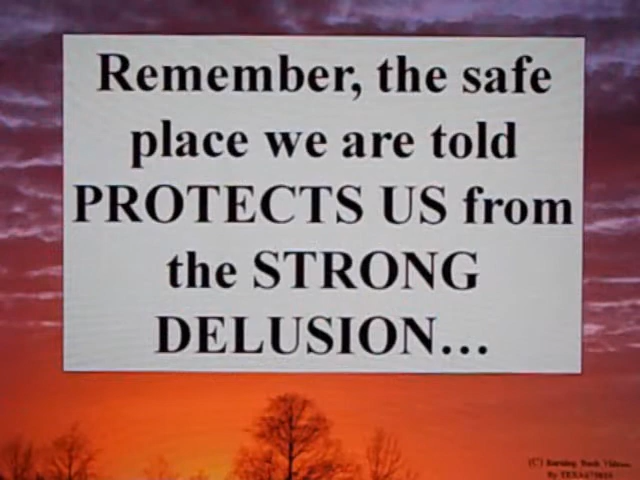 Remember, the safe
place we are told
PROTECTS US from
the STRONG
DELUSION…